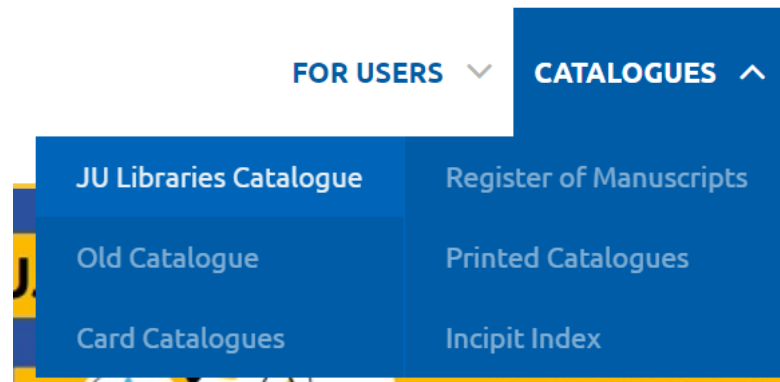 FOR USERS
CATALOGUES
JU Libraries Catalogue
Register of Manuscripts
Old Catalogue
Printed Catalogues
Card Catalogues
Incipit Index